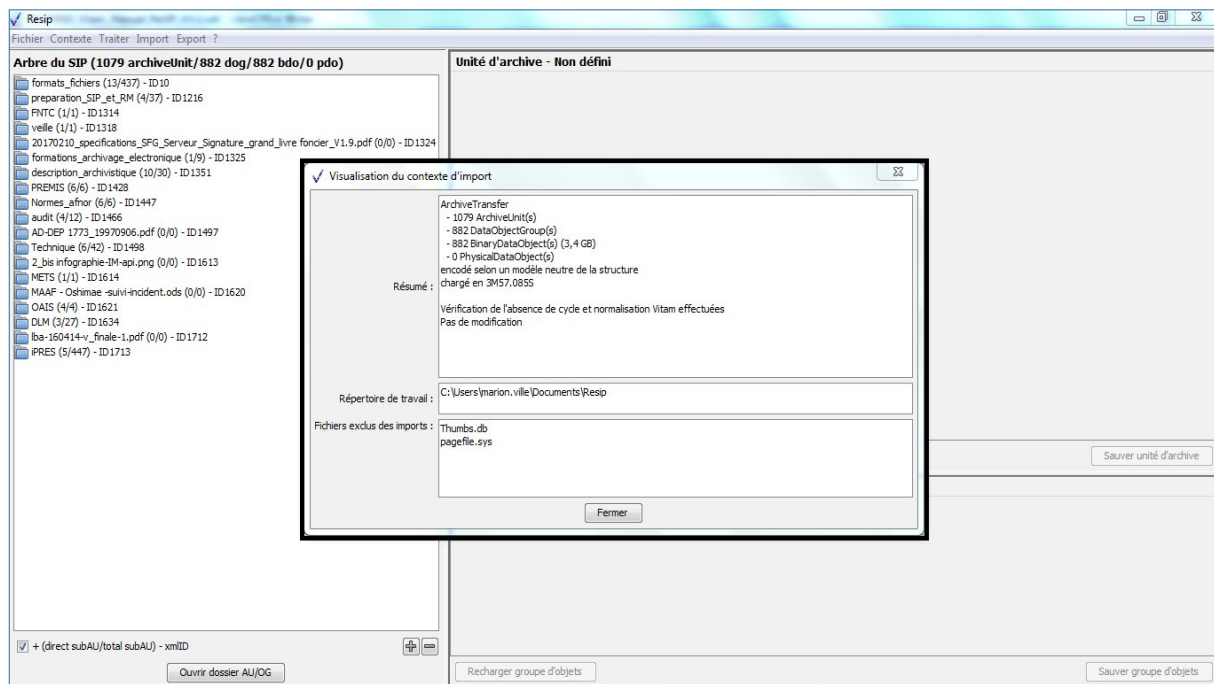 Resip
Fichier Contexte Traiter Import Export ?
Arbre du SIP (1079 archiveUnit/882 dog/882 bdo/0 pdo)
formats_fichiers (13/437) - ID10
preparation_SIP_et_RM (4/37) - ID1216
FNTC (1/1) - ID1314
veille (1/1) - ID1318
20170210_specifications_SFG_Serveur_Signature_grand_livre foncier_V1.9.pdf (0/0) - ID1324
formations_archivage_electronique (1/9) - ID1325
description_archivistique (10/30) - ID1351
PREMIS (6/6) - ID1428
Normes_afnor (6/6) - ID1447
audit (4/12) - ID1466
AD-DEP 1773_19970906.pdf (0/0) - ID1497
Technique (6/42) - ID1498
2_bis infographie-IM-api.png (0/0) - ID1613
METS (1/1) - ID1614
MAAF - Oshimae -suivi-incident.ods (0/0) - ID1620
OAIS (4/4) - ID1621
DLM (3/27) - ID1634
lba-160414-v_finale-1.pdf (0/0) - ID1712
iPRES (5/447) - ID1713
+ (direct subAU/total subAU) - xmlID
Ouvrir dossier AU/OG
Unité d'archive - Non défini
Visualisation du contexte d'import
Résumé :
ArchiveTransfer
- 1079 ArchiveUnit(s)
- 882 DataObjectGroup(s)
- 882 BinaryDataObject(s) (3,4 GB)
- 0 PhysicalDataObject(s)
encodé selon un modèle neutre de la structure
chargé en 3M57.085S
Vérification de l'absence de cycle et normalisation Vitam effectuées
Pas de modification
Répertoire de travail :
C:\Users\marion.ville\Documents\Resip
Fichiers exclus des imports :
Thumbs.db
pagefile.sys
Fermer
Sauver unité d'archive
Recharger groupe d'objets
Sauver groupe d'objets